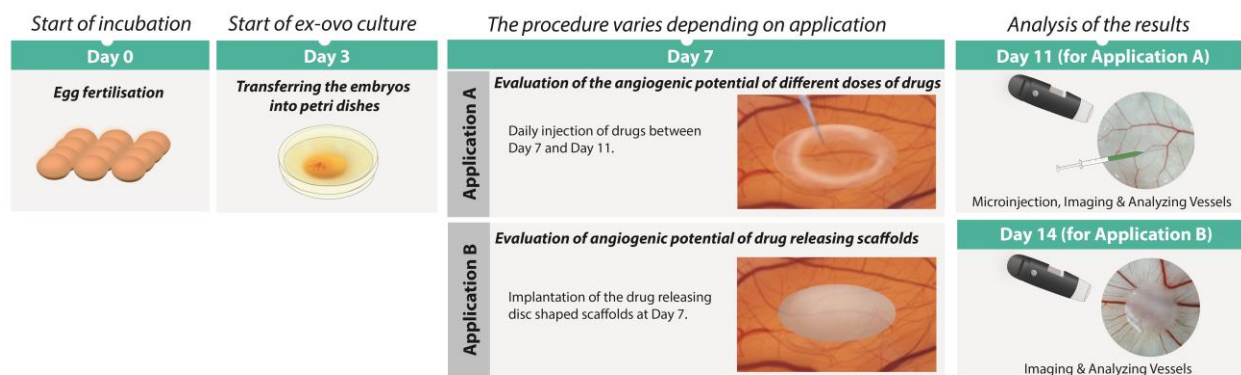 Start of incubation
Day 0
Egg fertilisation
Start of ex-ovo culture
Day 3
Transferring the embryos
into petri dishes
The procedure varies depending on application
Day 7
Application A
Evaluation of the angiogenic potential of different doses of drugs
Daily injection of drugs between
Day 7 and Day 11.
Application B
Evaluation of angiogenic potential of drug releasing scaffolds
Implantation of the drug releasing
disc shaped scaffolds at Day 7.
Analysis of the results
Day 11 (for Application A)
Microinjection, Imaging & Analyzing Vessels
Day 14 (for Application B)
Imaging & Analyzing Vessels